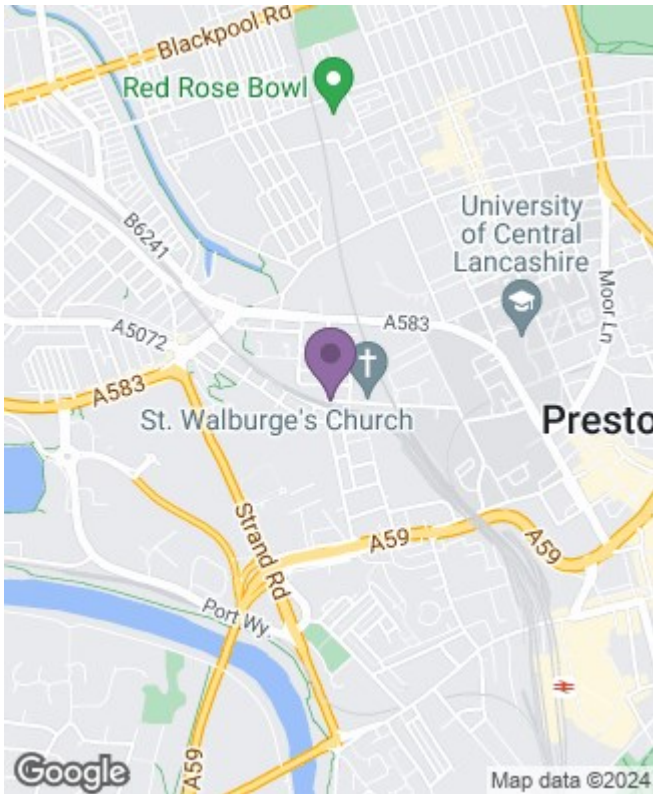 Blackpool Rd
Red Rose Bowl
B6241
University
of Central
Lancashire
Moor Ln
A5072
A583
A583
St. Walburge's Church
Presto
Strand Rd
A59
A59
Port Wy.
A59
Google
Map data ©2024